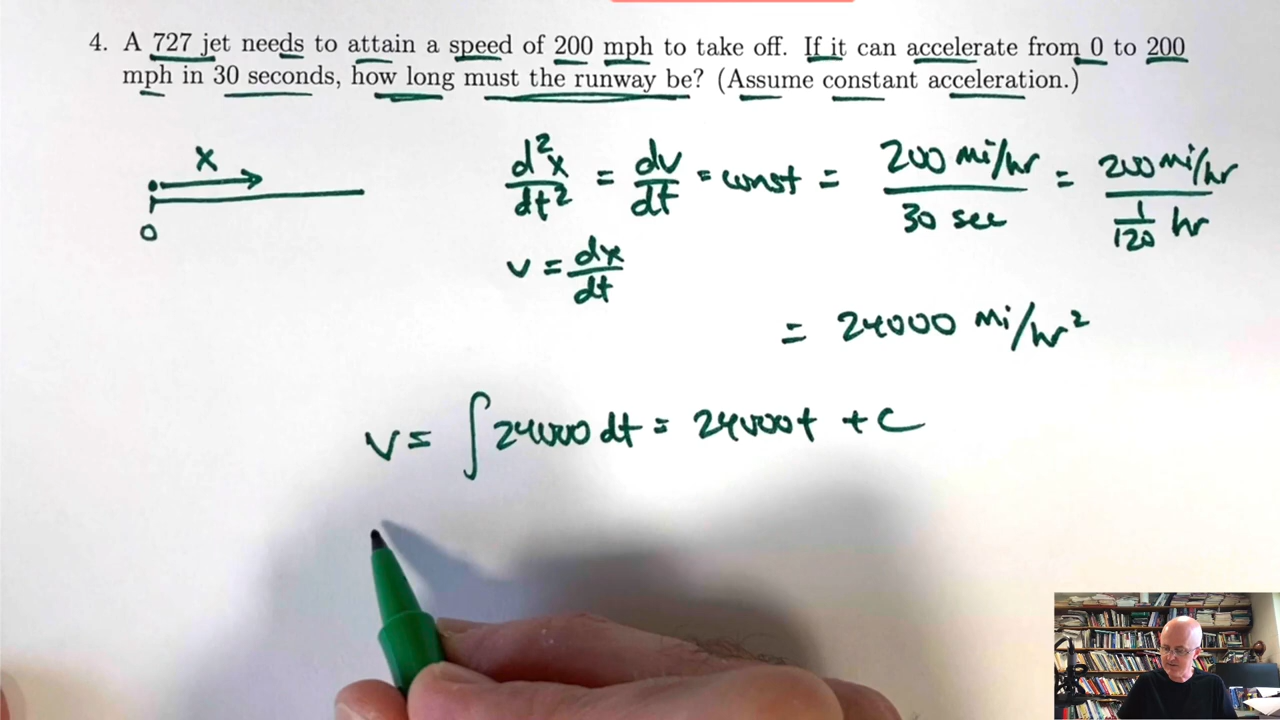 4. A 727 jet needs to attain a speed of 200 mph to take off. If it can accelerate from 0 to 200
mph in 30 seconds, how long must the runway be? (Assume constant acceleration.)
x
0
d²x/dt² = dv/dt = const = 200 mi/hr / 30 sec = 200 mi/hr / 1/120 hr
v = dx/dt
= 24000 mi/hr²
v = ∫ 24000 dt = 24000t + C